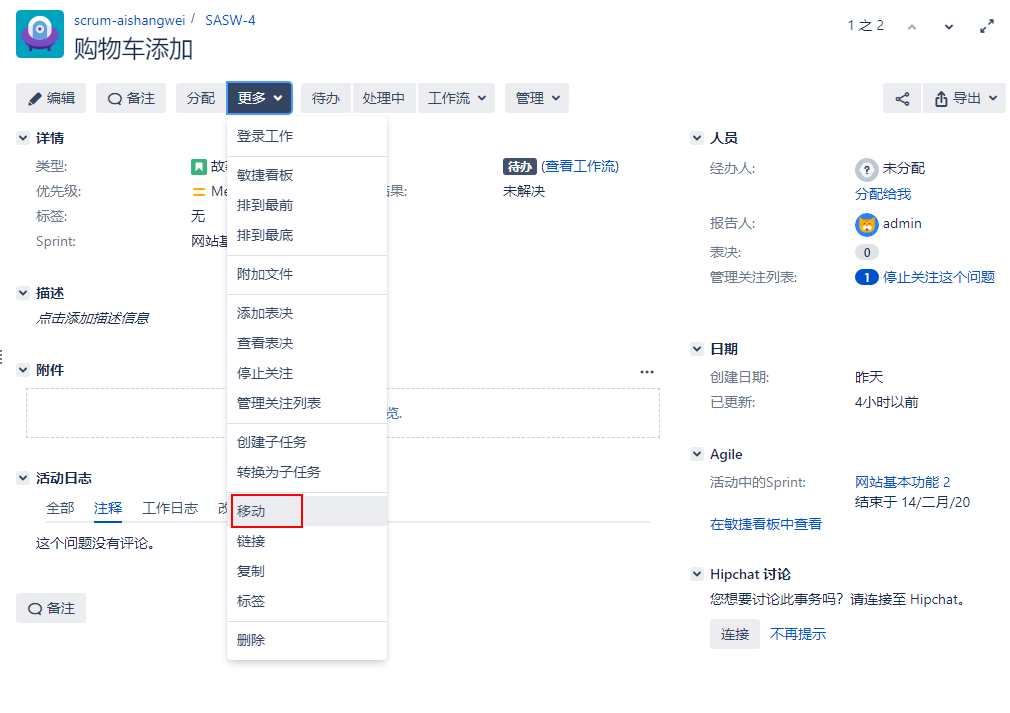 scrum-aishangwei / SASW-4
购物车添加
1 之 2
编辑 备注 分配 更多 待办 处理中 工作流 管理 导出
登录工作
敏捷看板
排到最前
排到最底
附加文件
添加表决
查看表决
停止关注
管理关注列表
创建子任务
转换为子任务
移动
链接
复制
标签
删除
详情
类型:
待办 (查看工作流)
优先级:
果:
未解决
标签:
无
Sprint:
描述
点击添加描述信息
附件
览.
活动日志
全部 注释 工作日志
这个问题没有评论。
备注
人员
经办人:
? 未分配
分配给我
报告人:
admin
表决:
0
管理关注列表:
1 停止关注这个问题
日期
创建日期:
昨天
已更新:
4小时以前
Agile
活动中的Sprint:
网站基本功能 2
结束于 14/二月/20
在敏捷看板中查看
Hipchat 讨论
您想要讨论此事务吗？请连接至 Hipchat。
连接 不再提示